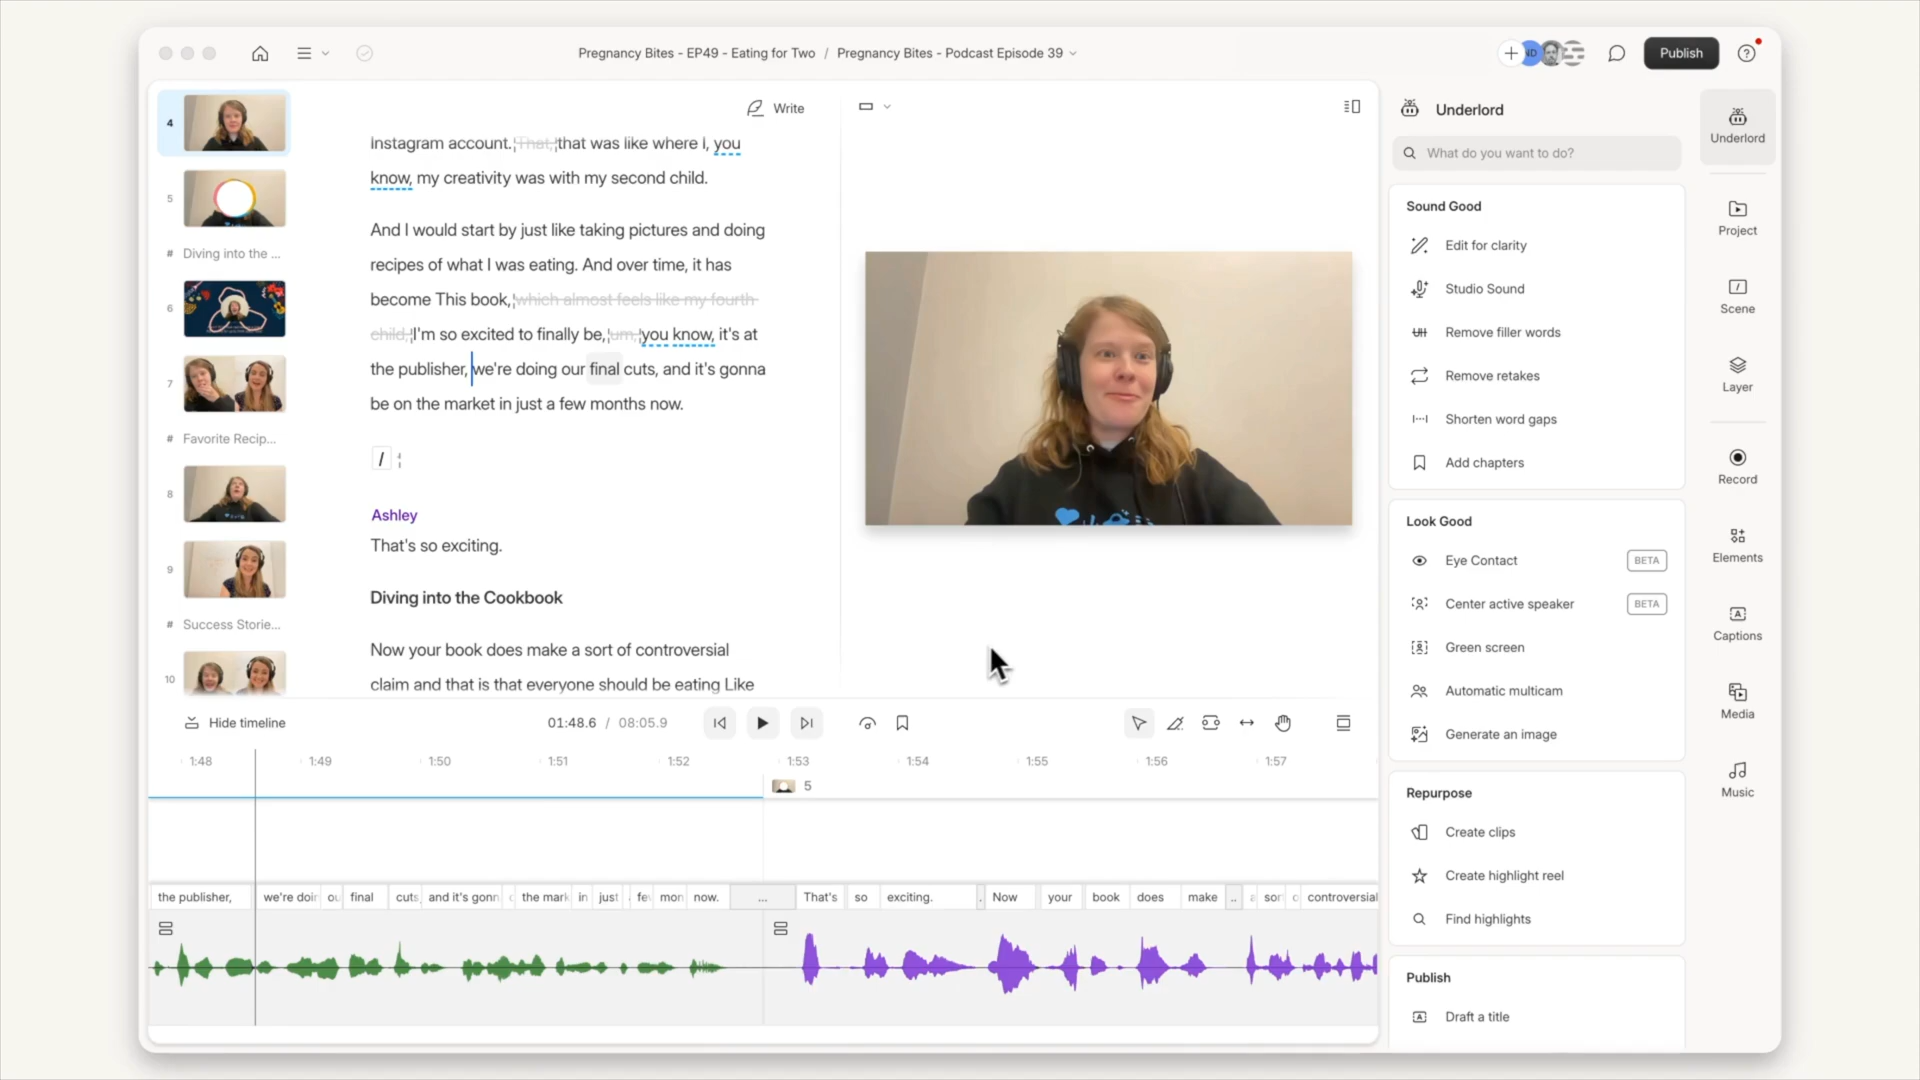 Pregnancy Bites - EP49 - Eating for Two / Pregnancy Bites - Podcast Episode 39
ND
Publish
4
5
# Diving into the ...
6
7
# Favorite Recip...
8
9
# Success Storie...
10
Write
Instagram account. That, that was like where I, you
know, my creativity was with my second child.
And I would start by just like taking pictures and doing
recipes of what I was eating. And over time, it has
become This book, which almost feels like my fourth
child, I'm so excited to finally be, um, you know, it's at
the publisher, we're doing our final cuts, and it's gonna
be on the market in just a few months now.
/
Ashley
That's so exciting.
Diving into the Cookbook
Now your book does make a sort of controversial
claim and that is that everyone should be eating Like
Underlord
What do you want to do?
Sound Good
Edit for clarity
Studio Sound
Remove filler words
Remove retakes
Shorten word gaps
Add chapters
Look Good
Eye Contact BETA
Center active speaker BETA
Green screen
Automatic multicam
Generate an image
Repurpose
Create clips
Create highlight reel
Find highlights
Publish
Draft a title
Underlord
Project
Scene
Layer
Record
Elements
Captions
Media
Music
Hide timeline
01:48.6 / 08:05.9
1:48 1:49 1:50 1:51 1:52 1:53 1:54 1:55 1:56 1:57
5
the publisher, we're doin ou final cuts, and it's gonn the mark in just fev mon now. ... That's so exciting. . Now your book does make .. a sor controversial